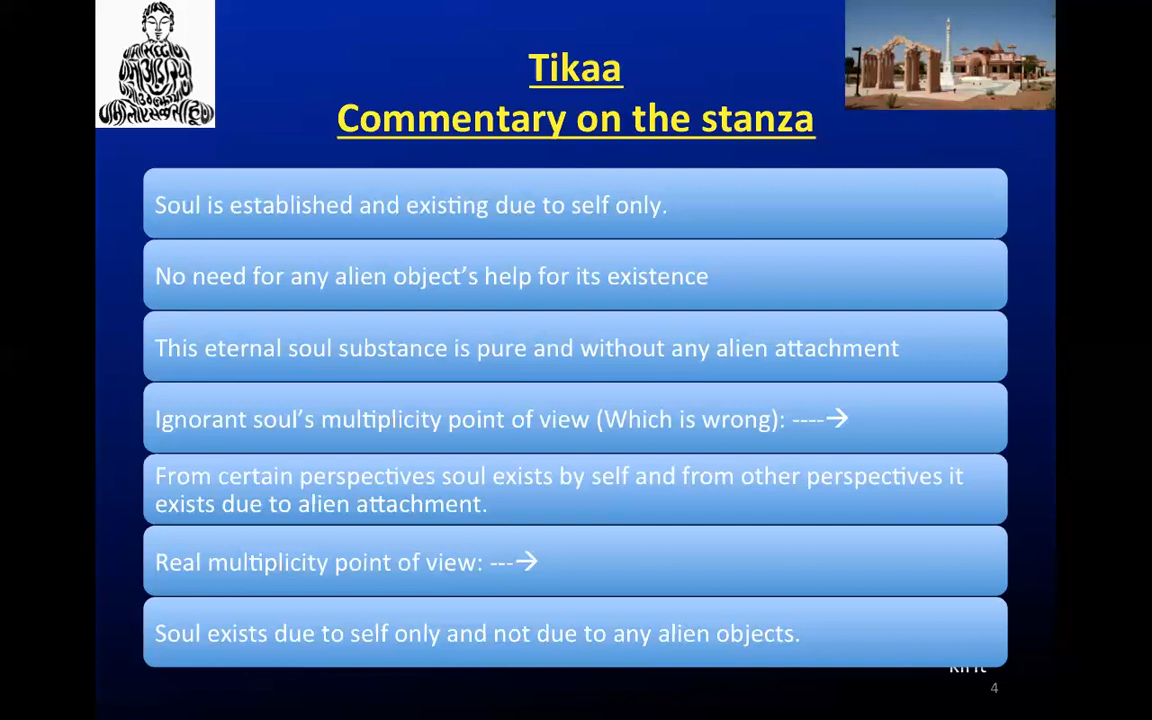 Tikaa
Commentary on the stanza
Soul is established and existing due to self only.
No need for any alien object’s help for its existence
This eternal soul substance is pure and without any alien attachment
Ignorant soul’s multiplicity point of view (Which is wrong): ----→
From certain perspectives soul exists by self and from other perspectives it
exists due to alien attachment.
Real multiplicity point of view: ---→
Soul exists due to self only and not due to any alien objects.
4